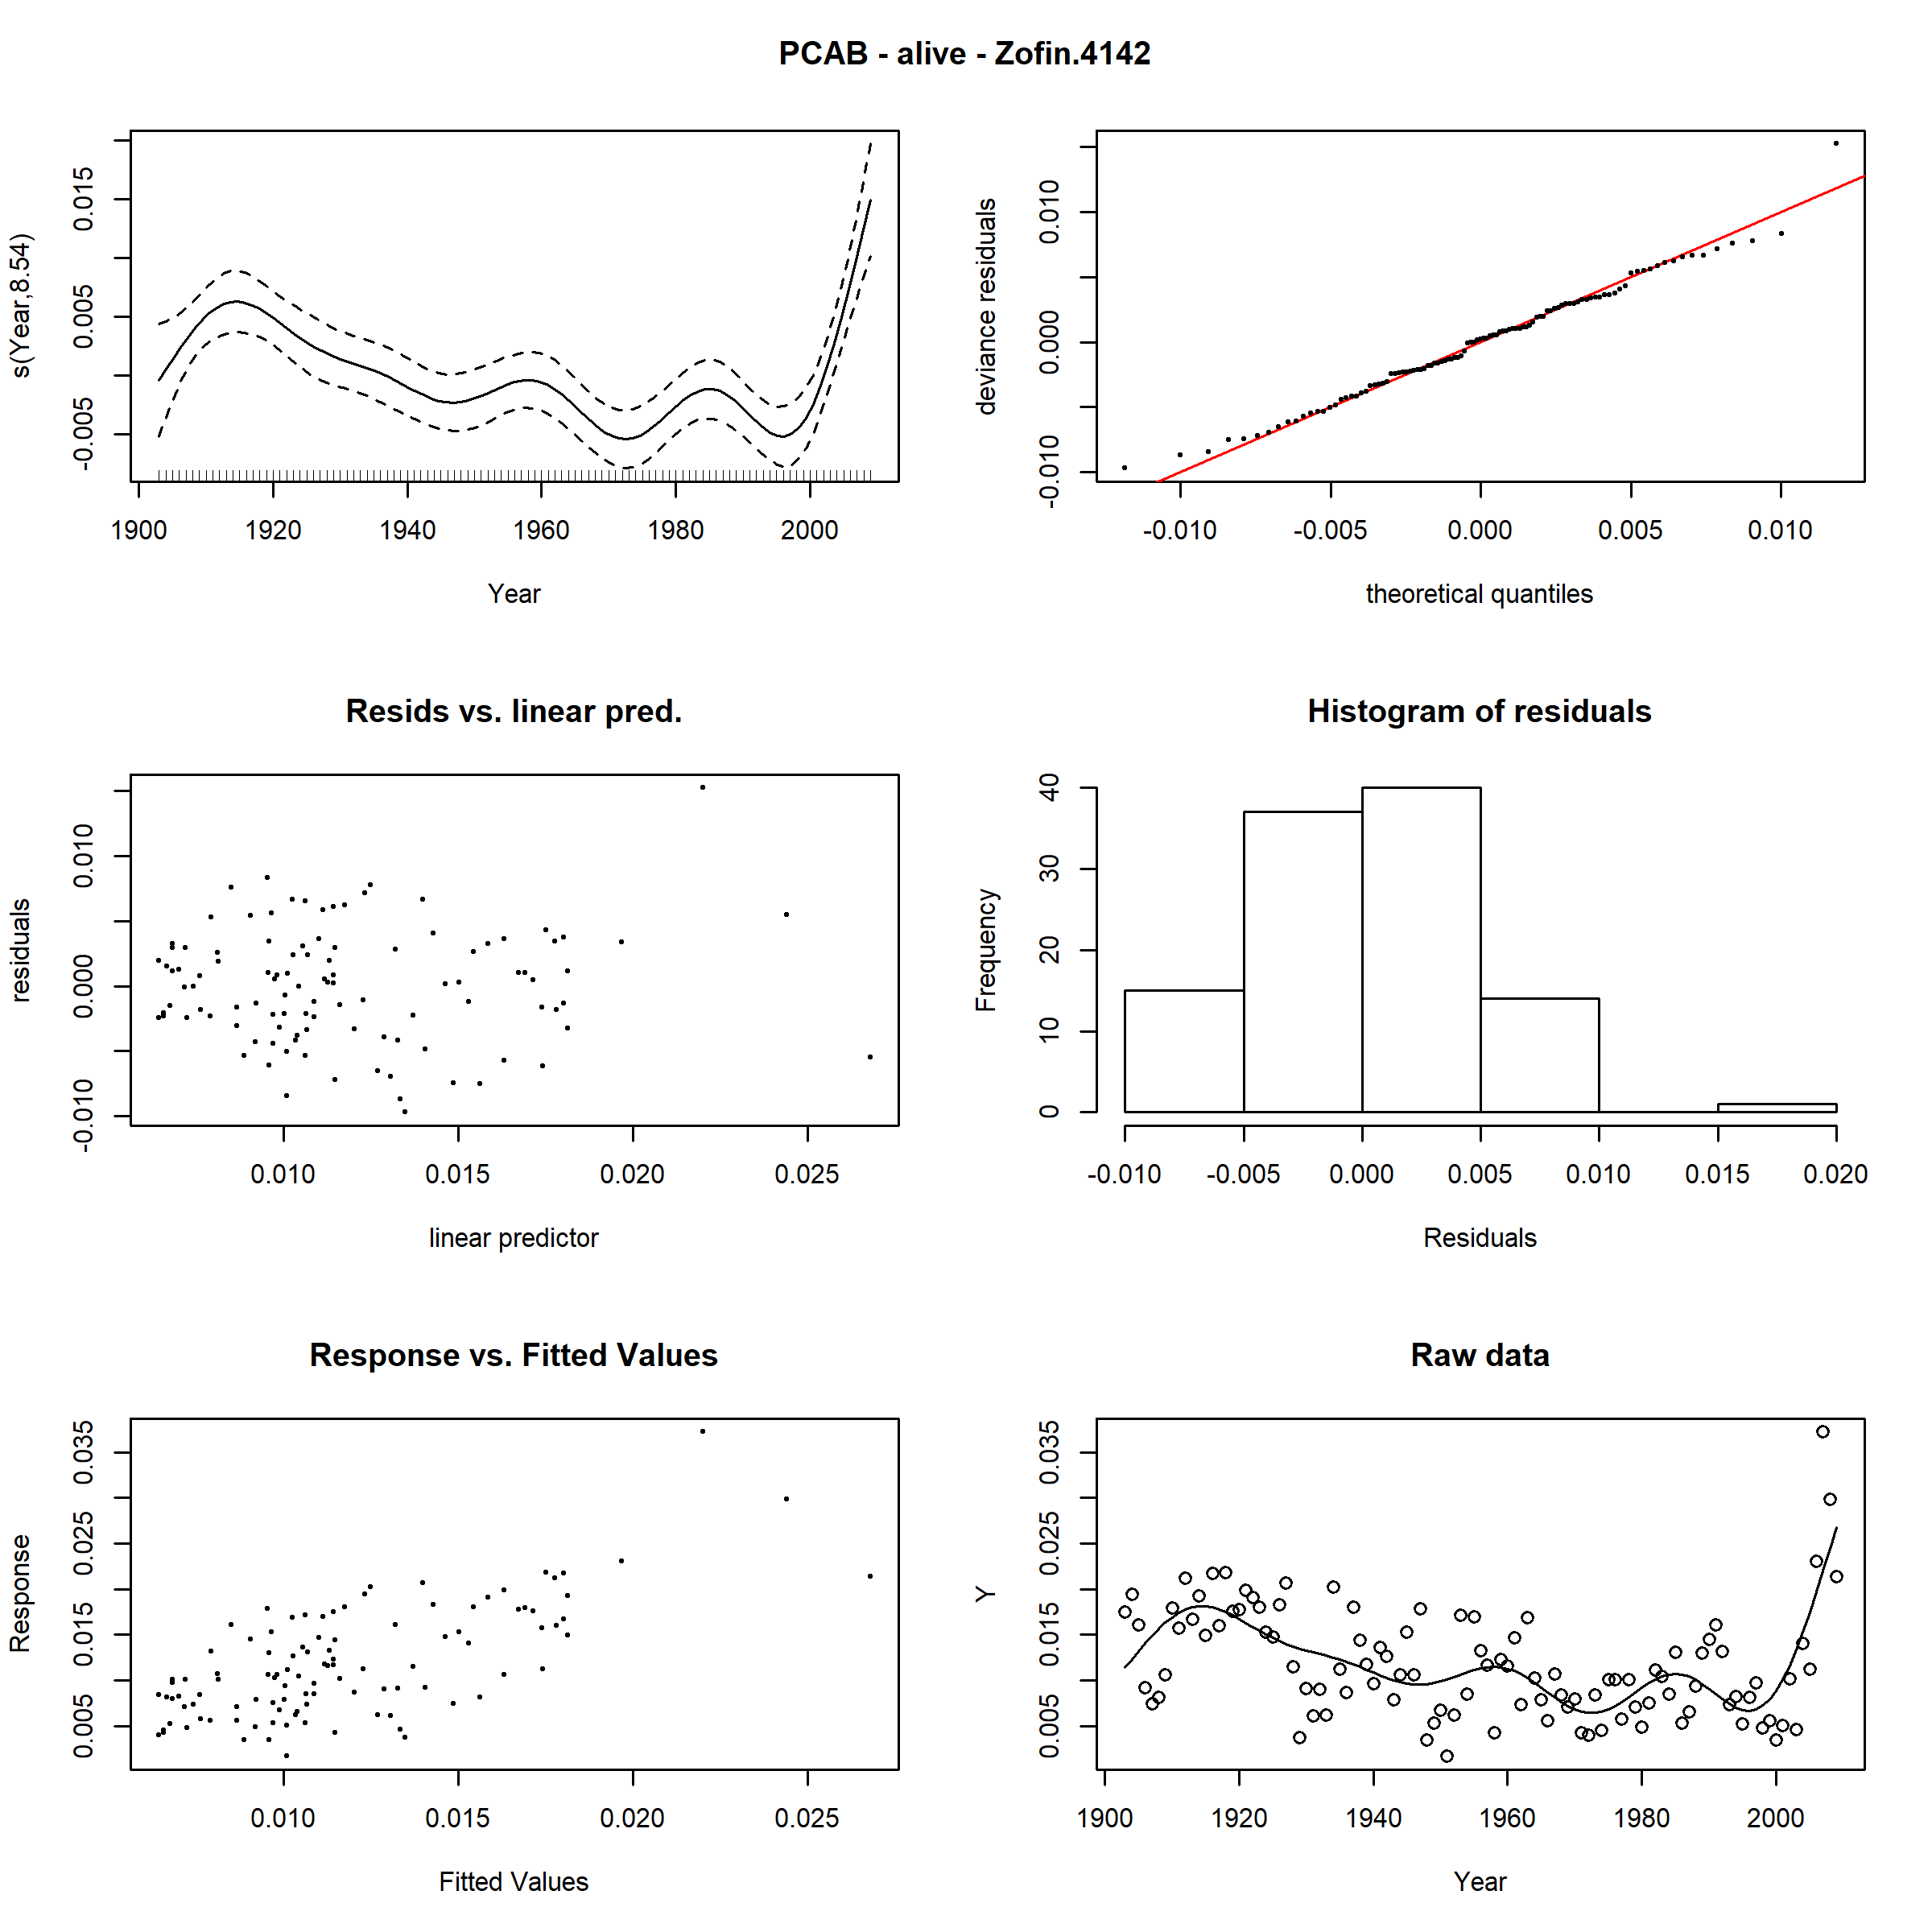 PCAB - alive - Zofin.4142
s(Year,8.54)
-0.005 0.005 0.015
1900 1920 1940 1960 1980 2000
Year
deviance residuals
-0.010 0.000 0.010
-0.010 -0.005 0.000 0.005 0.010
theoretical quantiles
Resids vs. linear pred.
residuals
-0.010 0.000 0.010
0.010 0.015 0.020 0.025
linear predictor
Histogram of residuals
Frequency
0 10 20 30 40
-0.010 -0.005 0.000 0.005 0.010 0.015 0.020
Residuals
Response vs. Fitted Values
Response
0.005 0.015 0.025 0.035
0.010 0.015 0.020 0.025
Fitted Values
Raw data
Y
0.005 0.015 0.025 0.035
1900 1920 1940 1960 1980 2000
Year